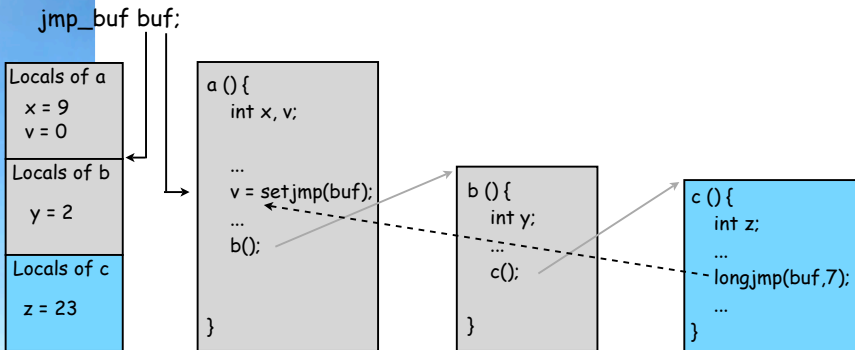 jmp_buf buf;
Locals of a
x = 9
v = 0
Locals of b
y = 2
Locals of c
z = 23
a () {
int x, v;
...
v = setjmp(buf);
...
b();
}
b () {
int y;
...
c();
}
c () {
int z;
...
longjmp(buf,7);
...
}